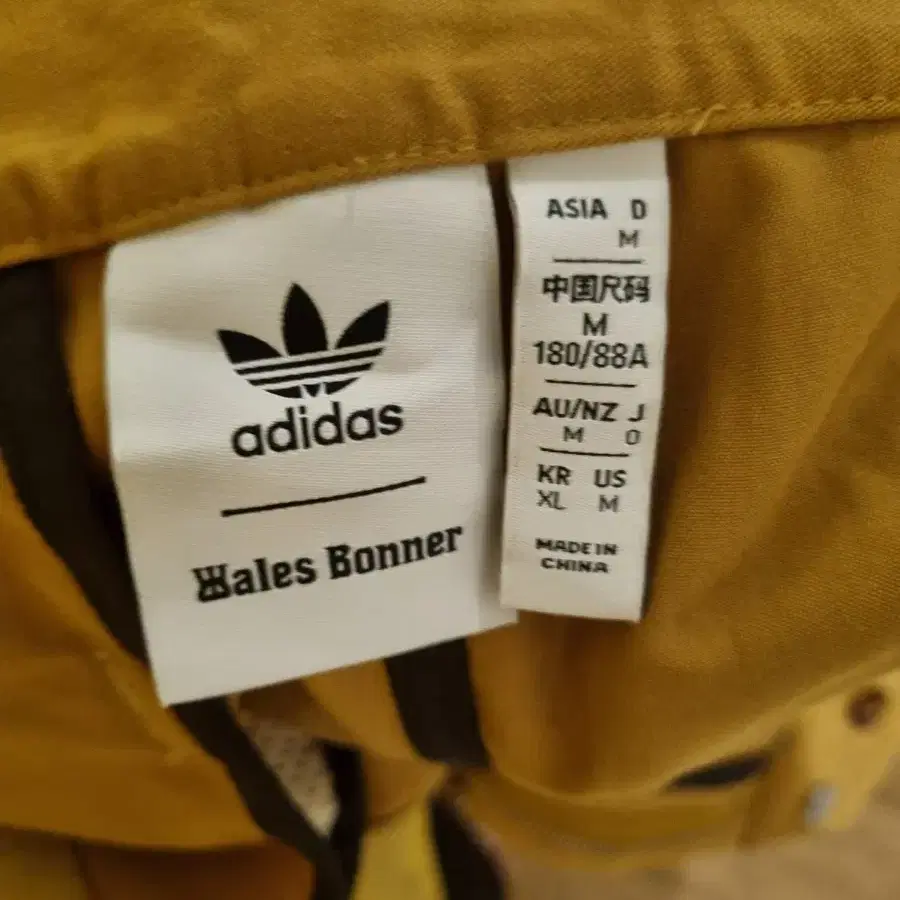 adidas
Wales Bonner
ASIA D
M
中国尺码
M
180/88A
AU/NZ J
M O
KR US
XL M
MADE IN
CHINA